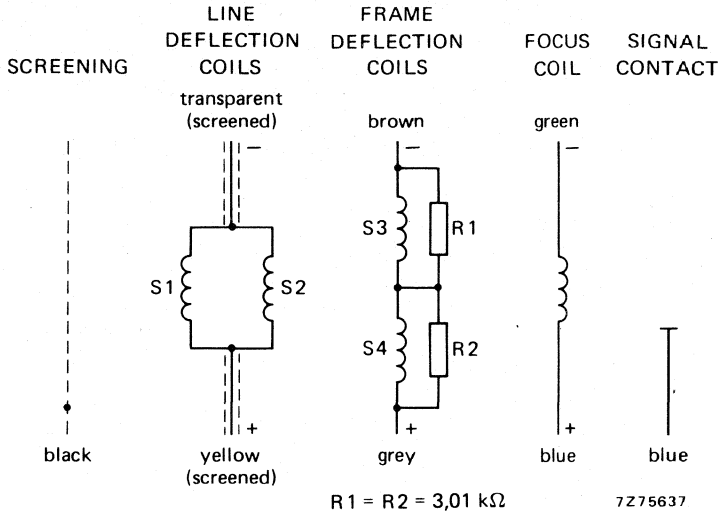 SCREENING
LINE
DEFLECTION
COILS
FRAME
DEFLECTION
COILS
FOCUS
COIL
SIGNAL
CONTACT
transparent
(screened)
brown
green
−
−
−
S1
S2
S3
R1
S4
R2
+
+
+
black
yellow
(screened)
grey
blue
blue
R1 = R2 = 3,01 kΩ
7Z75637